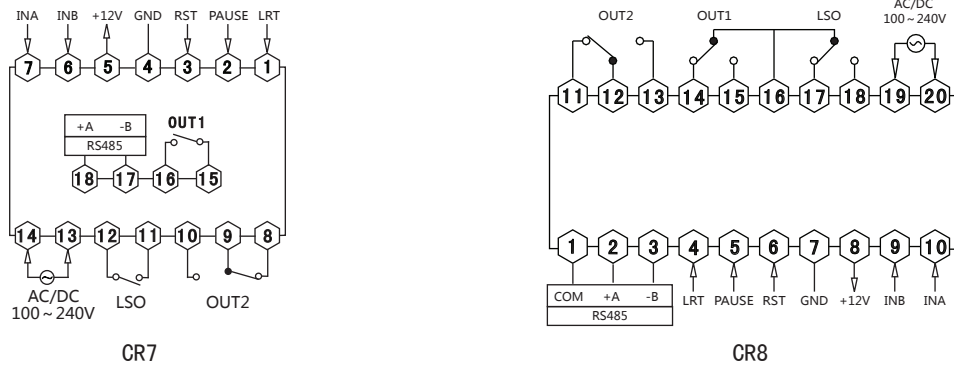 INA INB +12V GND RST PAUSE LRT
7 6 5 4 3 2 1
+A -B OUT1
RS485
18 17 16 15
14 13 12 11 10 9 8
AC/DC
100~240V
LSO OUT2
CR7
OUT2 OUT1 LSO
AC/DC
100~240V
11 12 13 14 15 16 17 18 19 20
1 2 3 4 5 6 7 8 9 10
COM +A -B
RS485
LRT PAUSE RST GND +12V INB INA
CR8